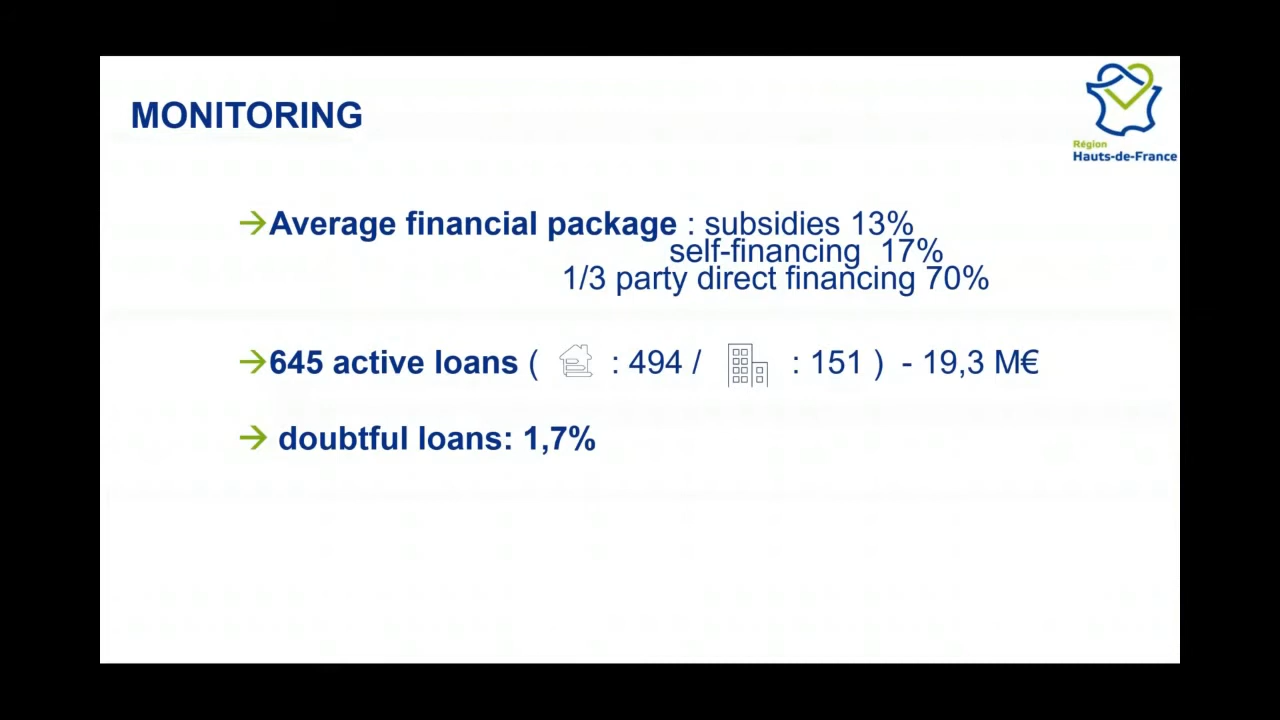 MONITORING
Région
Hauts-de-France
→Average financial package : subsidies 13%
self-financing 17%
1/3 party direct financing 70%
→645 active loans ( : 494 / : 151 ) - 19,3 M€
→ doubtful loans: 1,7%